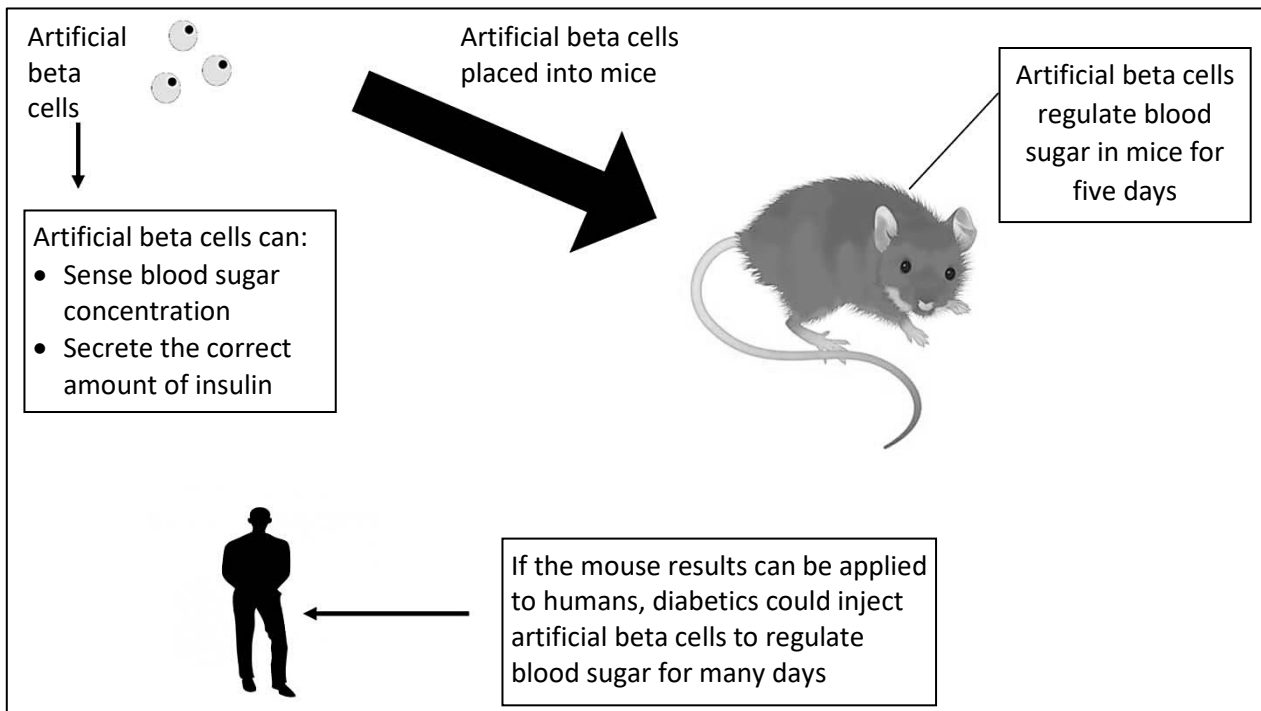 Artificial
beta
cells
Artificial beta cells
placed into mice
Artificial beta cells
regulate blood
sugar in mice for
five days
Artificial beta cells can:
• Sense blood sugar
concentration
• Secrete the correct
amount of insulin
If the mouse results can be applied
to humans, diabetics could inject
artificial beta cells to regulate
blood sugar for many days